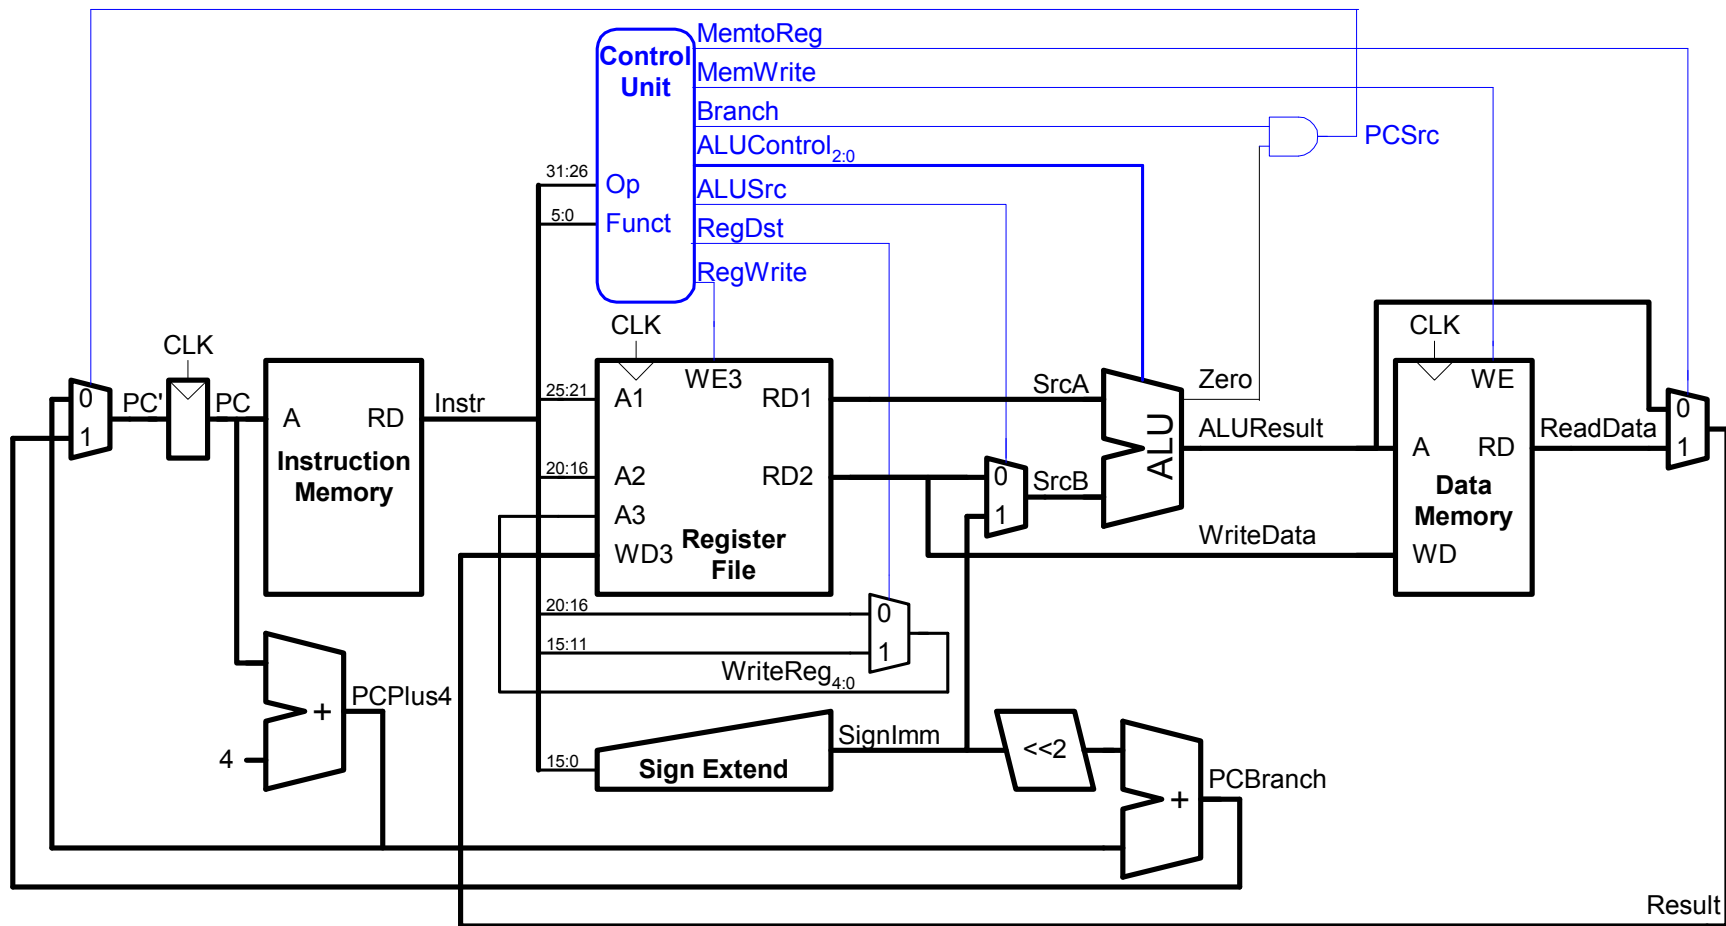 MemtoReg
Control
Unit
MemWrite
Branch
ALUControl2:0
PCSrc
31:26
Op
ALUSrc
5:0
Funct
RegDst
RegWrite
CLK
CLK
CLK
WE3
WE
0
1
PC'
PC
A
RD
Instr
Instruction
Memory
25:21
A1
RD1
SrcA
Zero
ALU
ALUResult
0
1
ReadData
A
RD
Data
Memory
20:16
A2
RD2
0
1
SrcB
A3
WD3
Register
File
WriteData
WD
20:16
0
15:11
1
WriteReg4:0
PCPlus4
+
4
SignImm
<<2
15:0
Sign Extend
PCBranch
+
Result